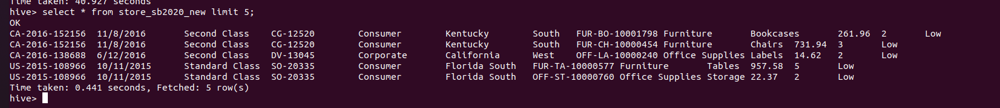 Time taken: 40.927 seconds
hive> select * from store_sb2020_new limit 5;
OK
CA-2016-152156 11/8/2016 Second Class CG-12520 Consumer Kentucky South FUR-BO-10001798 Furniture Bookcases 261.96 2 Low
CA-2016-152156 11/8/2016 Second Class CG-12520 Consumer Kentucky South FUR-CH-10000454 Furniture Chairs 731.94 3 Low
CA-2016-138688 6/12/2016 Second Class DV-13045 Corporate California West OFF-LA-10000240 Office Supplies Labels 14.62 2 Low
US-2015-108966 10/11/2015 Standard Class SO-20335 Consumer Florida South FUR-TA-10000577 Furniture Tables 957.58 5 Low
US-2015-108966 10/11/2015 Standard Class SO-20335 Consumer Florida South OFF-ST-10000760 Office Supplies Storage 22.37 2 Low
Time taken: 0.441 seconds, Fetched: 5 row(s)
hive>